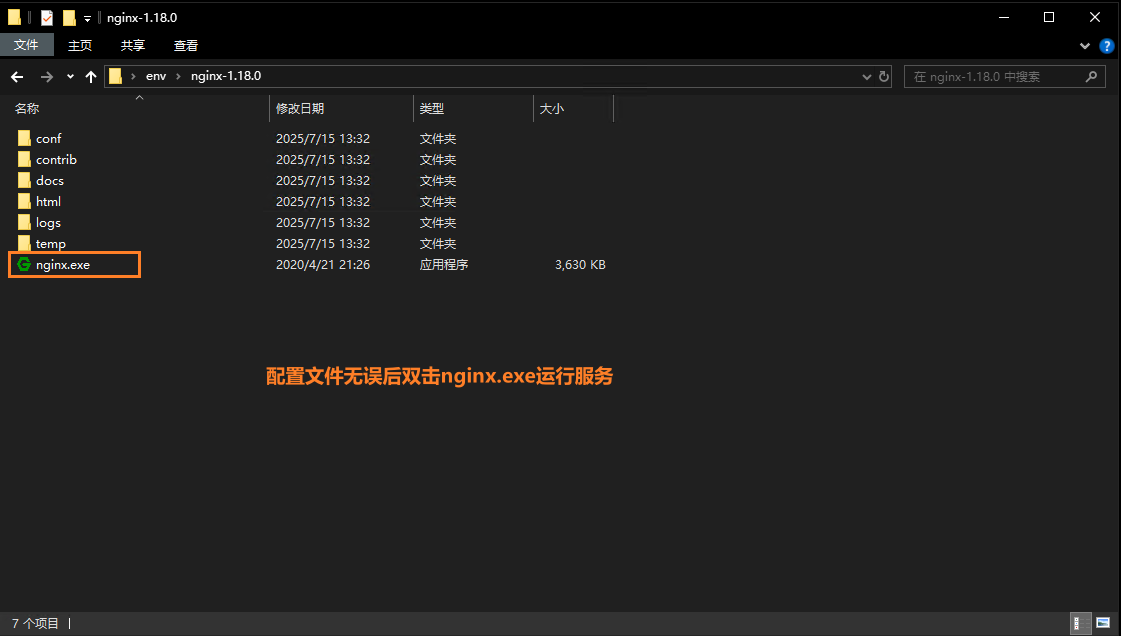 nginx-1.18.0
文件 主页 共享 查看
env › nginx-1.18.0
在 nginx-1.18.0 中搜索
名称 修改日期 类型 大小
conf 2025/7/15 13:32 文件夹
contrib 2025/7/15 13:32 文件夹
docs 2025/7/15 13:32 文件夹
html 2025/7/15 13:32 文件夹
logs 2025/7/15 13:32 文件夹
temp 2025/7/15 13:32 文件夹
nginx.exe 2020/4/21 21:26 应用程序 3,630 KB
配置文件无误后双击nginx.exe运行服务
7 个项目